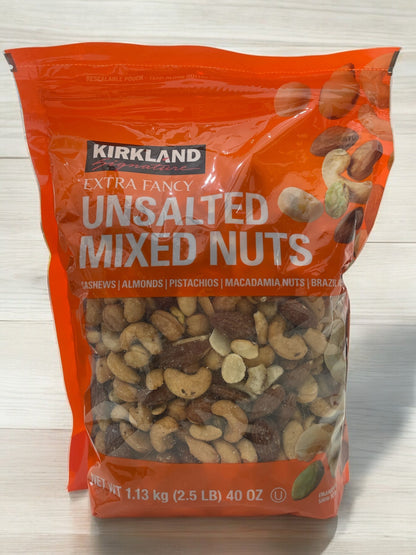 RESEALABLE POUCH
KIRKLAND
Signature
EXTRA FANCY
UNSALTED
MIXED NUTS
CASHEWS | ALMONDS | PISTACHIOS | MACADAMIA NUTS | BRAZIL
NET WT 1.13 kg (2.5 LB) 40 OZ U